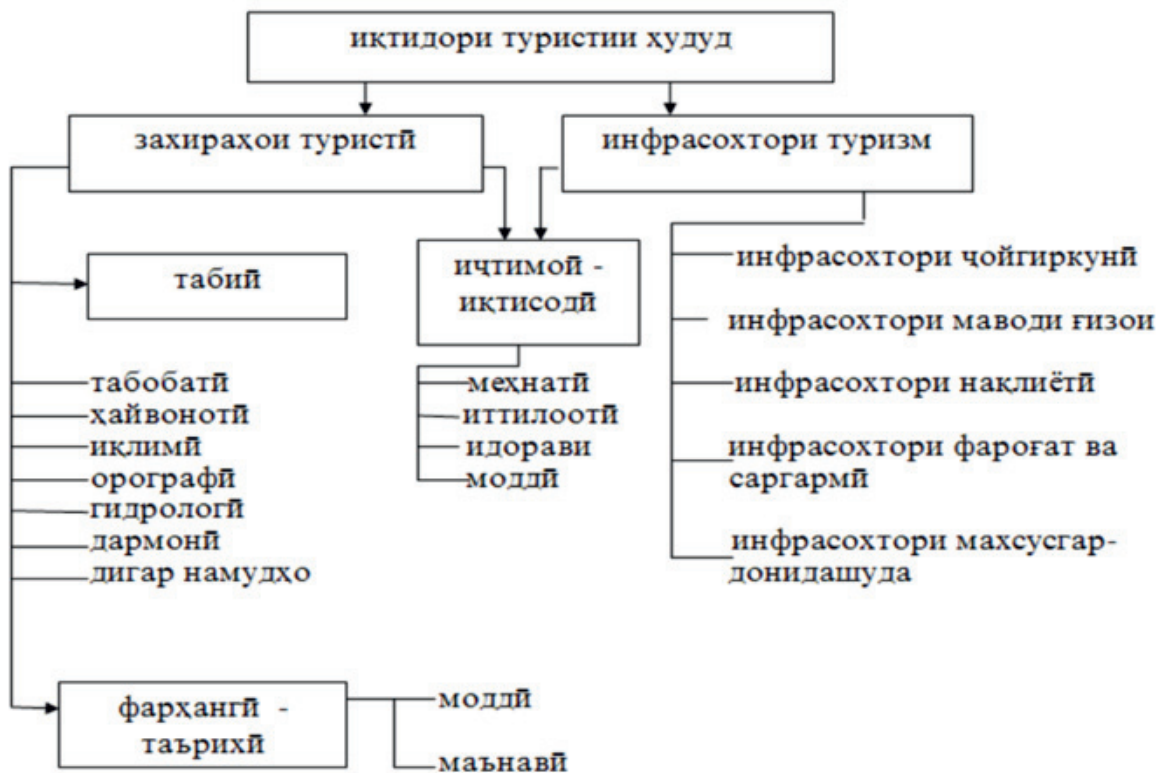 иқтидори туристии ҳудуд
захираҳои туристӣ
инфрасохтори туризм
табиӣ
иҷтимоӣ -
иқтисодӣ
инфрасохтори ҷойгиркунӣ
инфрасохтори маводи ғизои
инфрасохтори нақлиётӣ
инфрасохтори фароғат ва
саргармӣ
инфрасохтори махсусгар-
донидашуда
табобатӣ
ҳайвонотӣ
иқлимӣ
орографӣ
гидрологӣ
дармонӣ
дигар намудҳо
меҳнатӣ
иттилоотӣ
идорави
моддӣ
фарҳангӣ -
таърихӣ
моддӣ
маънавӣ